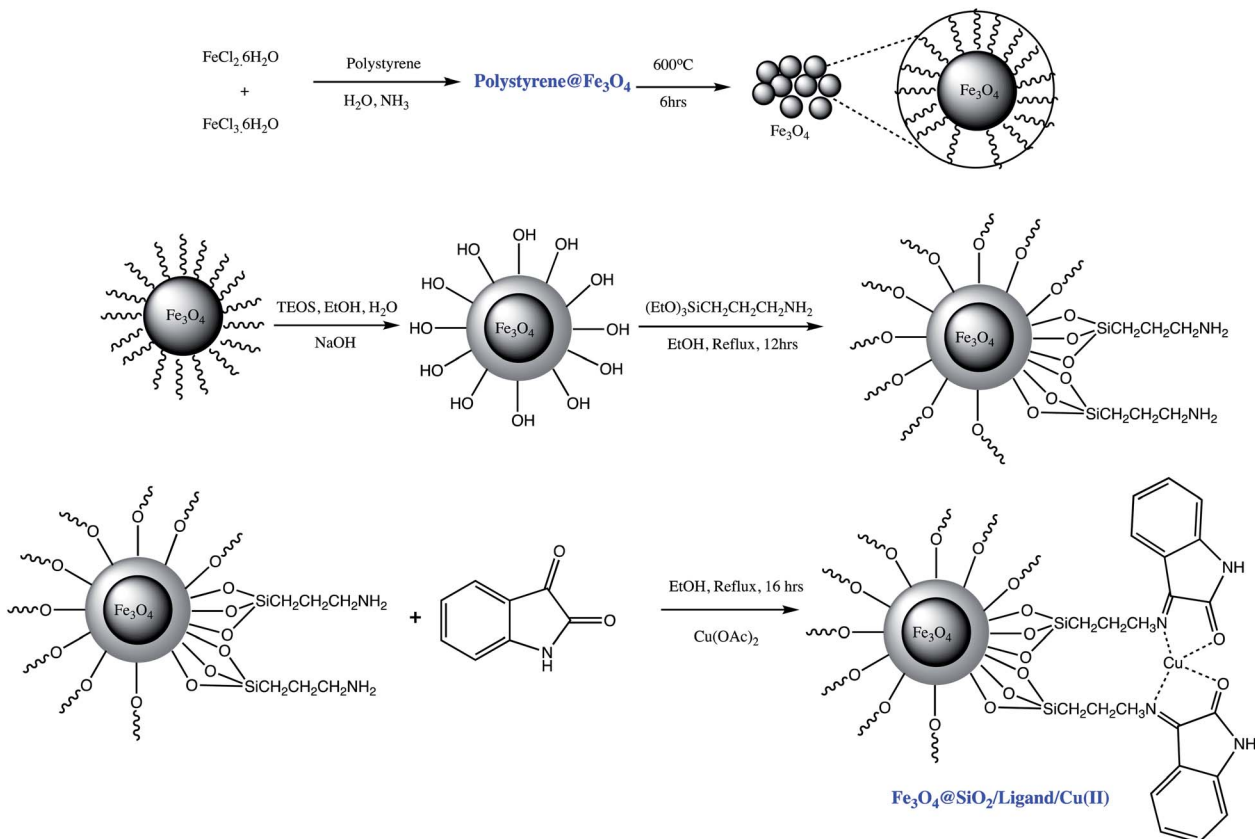 FeCl2.6H2O
+
FeCl3.6H2O
Polystyrene
H2O, NH3
Polystyrene@Fe3O4
600°C
6hrs
Fe3O4
Fe3O4
Fe3O4
TEOS, EtOH, H2O
NaOH
OH
OH
OH
OH
OH
OH
OH
HO
HO
HO
HO
HO
Fe3O4
(EtO)3SiCH2CH2CH2NH2
EtOH, Reflux, 12hrs
O
O
O
O
O
O
O
O
O
O
Fe3O4
O
O
O
SiCH2CH2CH2NH2
O
O
O
SiCH2CH2CH2NH2
O
O
O
O
O
O
O
O
O
Fe3O4
O
O
O
SiCH2CH2CH2NH2
O
O
O
SiCH2CH2CH2NH2
+
O
O
N
H
EtOH, Reflux, 16 hrs
Cu(OAc)2
O
O
O
O
O
O
O
O
O
Fe3O4
O
O
O
SiCH2CH2CH3N
O
O
O
SiCH2CH2CH3N
NH
O
Cu
O
NH
Fe3O4@SiO2/Ligand/Cu(II)